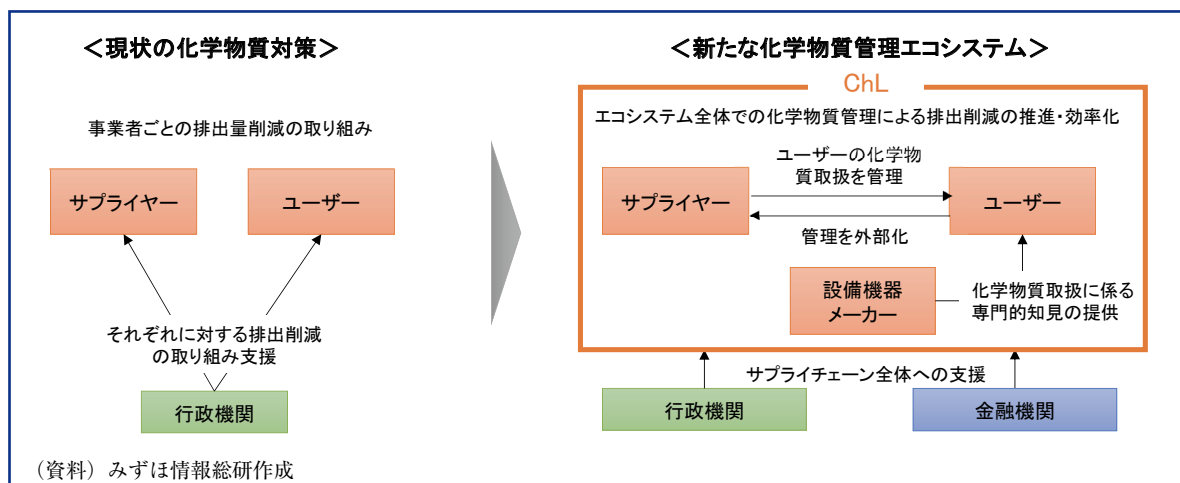 ＜現状の化学物質対策＞
事業者ごとの排出量削減の取り組み
サプライヤー
ユーザー
それぞれに対する排出削減
の取り組み支援
行政機関
＜新たな化学物質管理エコシステム＞
ChL
エコシステム全体での化学物質管理による排出削減の推進・効率化
ユーザーの化学物
質取扱を管理
サプライヤー
ユーザー
管理を外部化
設備機器
メーカー
化学物質取扱に係る
専門的知見の提供
サプライチェーン全体への支援
行政機関
金融機関
（資料）みずほ情報総研作成